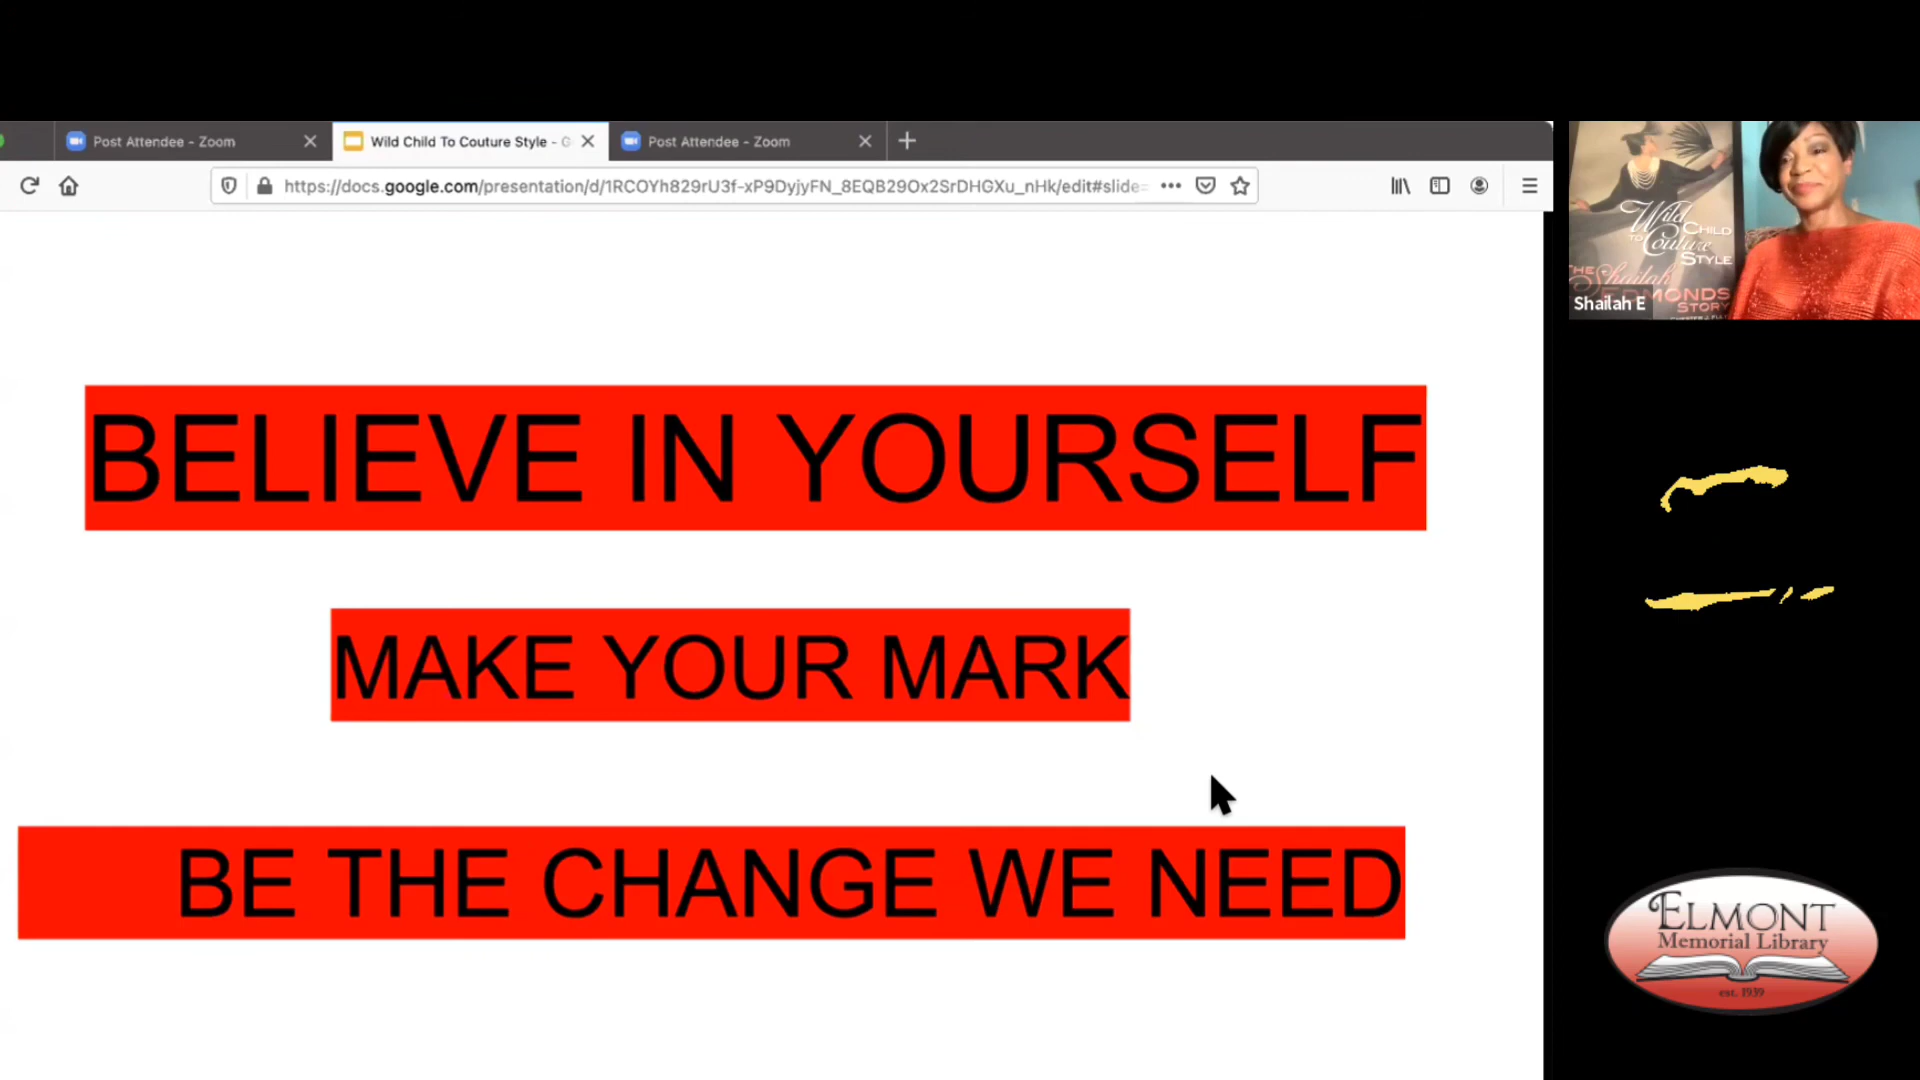 Post Attendee - Zoom
Wild Child To Couture Style - G
Post Attendee - Zoom
https://docs.google.com/presentation/d/1RCOYh829rU3f-xP9DyjyFN_8EQB29Ox2SrDHGXu_nHk/edit#slide=
BELIEVE IN YOURSELF
MAKE YOUR MARK
BE THE CHANGE WE NEED
Wild CHILD
TO Couture
STYLE
THE Shailah
EDMONDS
STORY
Shailah E
ELMONT
Memorial Library
est. 1939